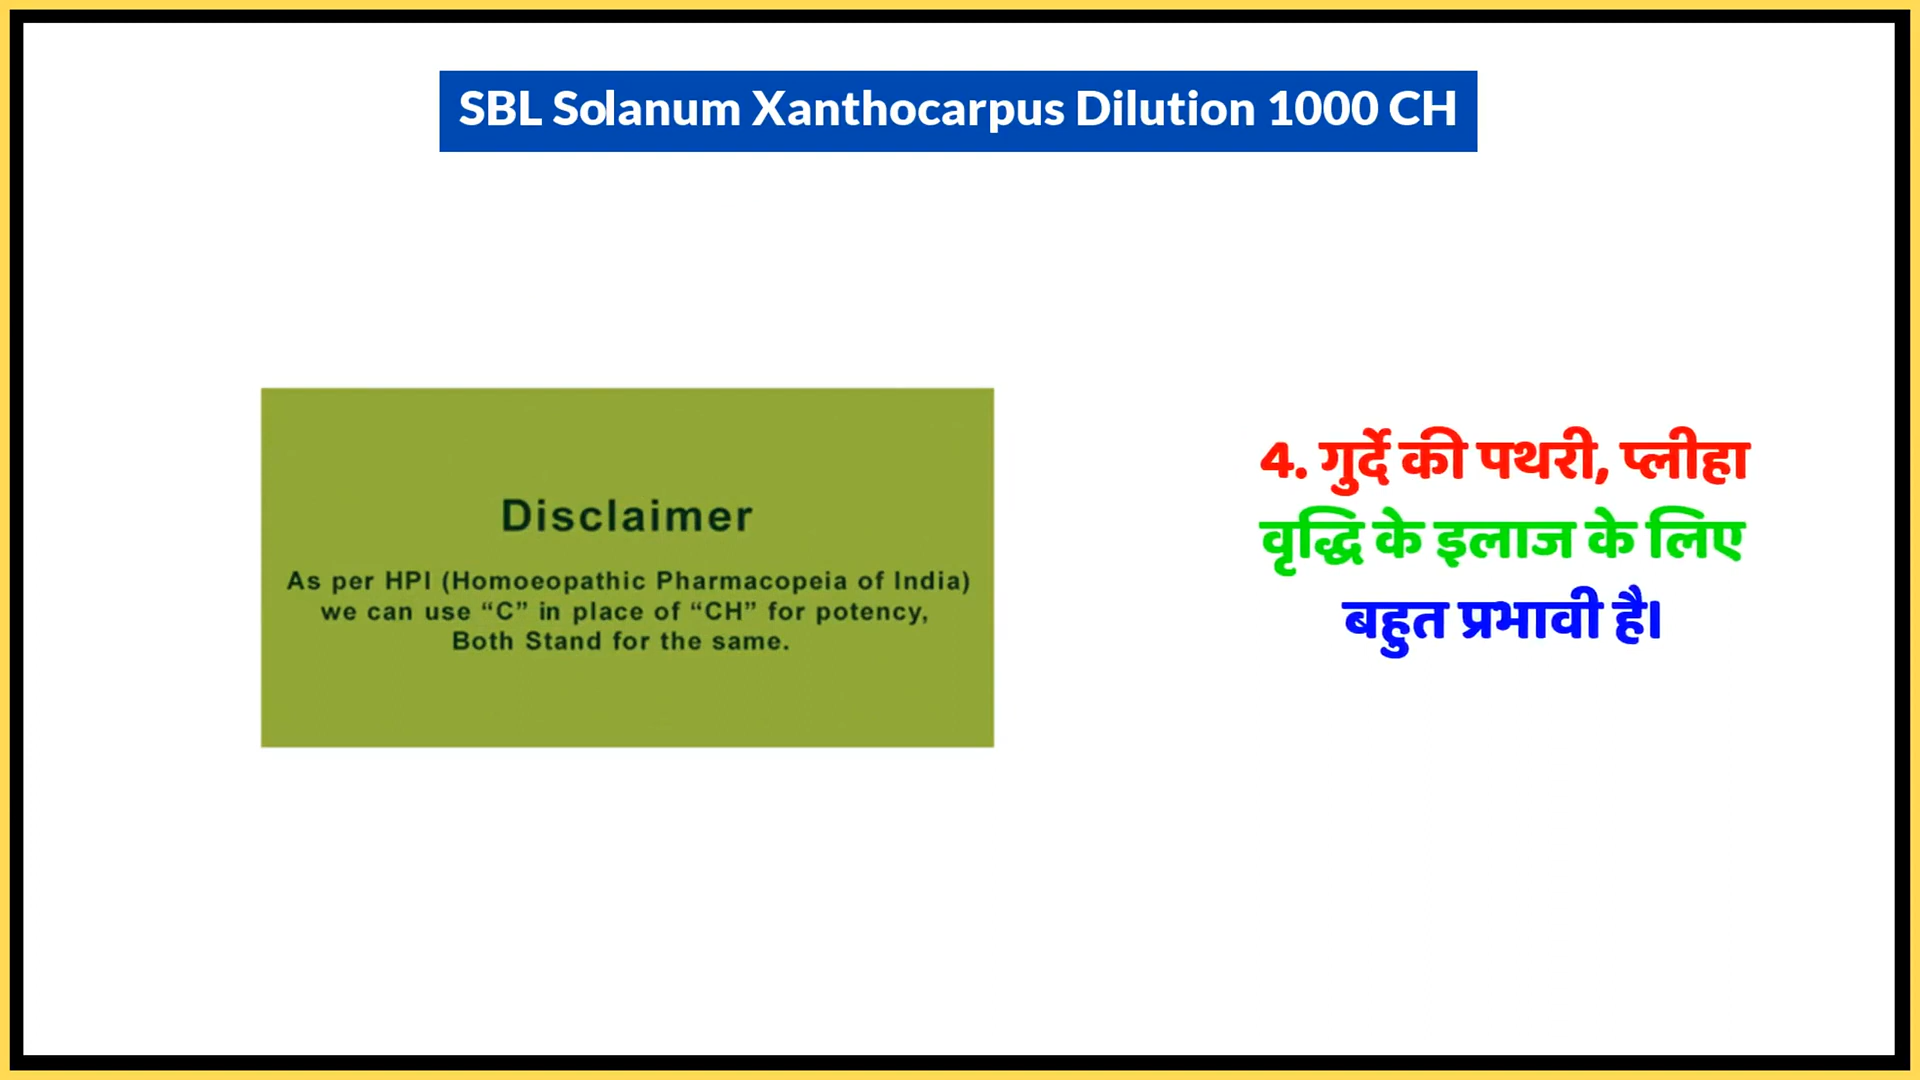 SBL Solanum Xanthocarpus Dilution 1000 CH
Disclaimer
As per HPI (Homoeopathic Pharmacopeia of India)
we can use “C” in place of “CH” for potency,
Both Stand for the same.
4. गुर्दे की पथरी, प्लीहा
वृद्धि के इलाज के लिए
बहुत प्रभावी है।